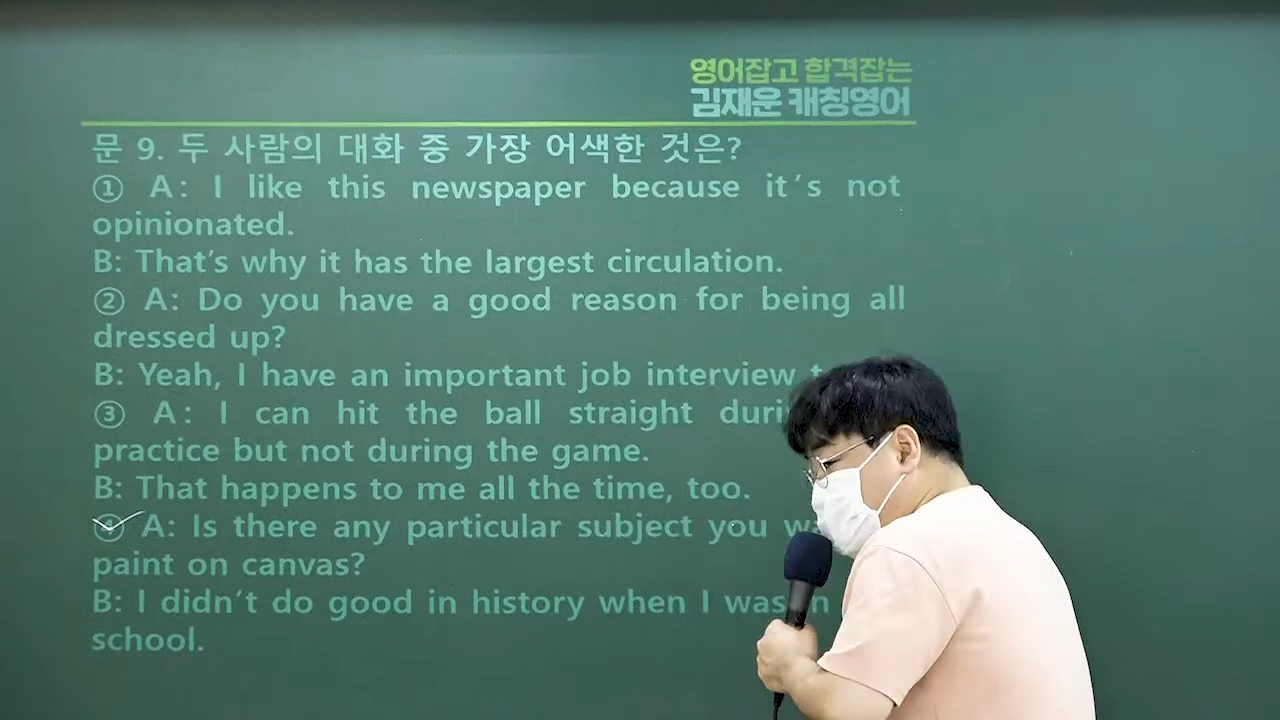 영어잡고 합격잡는
김재운 캐칭영어
문 9. 두 사람의 대화 중 가장 어색한 것은?
① A: I like this newspaper because it's not
opinionated.
B: That's why it has the largest circulation.
② A: Do you have a good reason for being all
dressed up?
B: Yeah, I have an important job interview
③ A: I can hit the ball straight
practice but not during the game.
B: That happens to me all the time, too.
④ A: Is there any particular subject you
paint on canvas?
B: I didn't do good in history when I was
school.